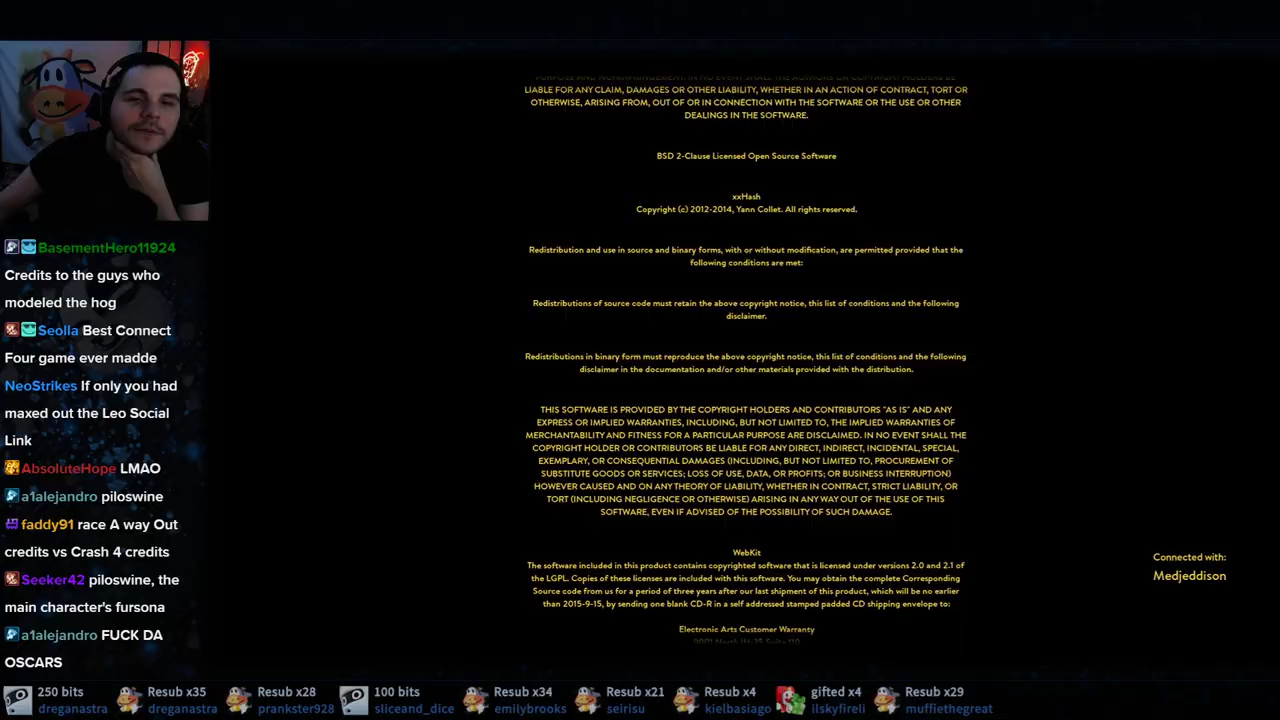 PURPOSE AND NONINFRINGEMENT. IN NO EVENT SHALL THE AUTHORS OR COPYRIGHT HOLDERS BE
LIABLE FOR ANY CLAIM, DAMAGES OR OTHER LIABILITY, WHETHER IN AN ACTION OF CONTRACT, TORT OR
OTHERWISE, ARISING FROM, OUT OF OR IN CONNECTION WITH THE SOFTWARE OR THE USE OR OTHER
DEALINGS IN THE SOFTWARE.
BSD 2-Clause Licensed Open Source Software
xxHash
Copyright (c) 2012-2014, Yann Collet. All rights reserved.
Redistribution and use in source and binary forms, with or without modification, are permitted provided that the
following conditions are met:
Redistributions of source code must retain the above copyright notice, this list of conditions and the following
disclaimer.
Redistributions in binary form must reproduce the above copyright notice, this list of conditions and the following
disclaimer in the documentation and/or other materials provided with the distribution.
THIS SOFTWARE IS PROVIDED BY THE COPYRIGHT HOLDERS AND CONTRIBUTORS "AS IS" AND ANY
EXPRESS OR IMPLIED WARRANTIES, INCLUDING, BUT NOT LIMITED TO, THE IMPLIED WARRANTIES OF
MERCHANTABILITY AND FITNESS FOR A PARTICULAR PURPOSE ARE DISCLAIMED. IN NO EVENT SHALL THE
COPYRIGHT HOLDER OR CONTRIBUTORS BE LIABLE FOR ANY DIRECT, INDIRECT, INCIDENTAL, SPECIAL,
EXEMPLARY, OR CONSEQUENTIAL DAMAGES (INCLUDING, BUT NOT LIMITED TO, PROCUREMENT OF
SUBSTITUTE GOODS OR SERVICES; LOSS OF USE, DATA, OR PROFITS; OR BUSINESS INTERRUPTION)
HOWEVER CAUSED AND ON ANY THEORY OF LIABILITY, WHETHER IN CONTRACT, STRICT LIABILITY, OR
TORT (INCLUDING NEGLIGENCE OR OTHERWISE) ARISING IN ANY WAY OUT OF THE USE OF THIS
SOFTWARE, EVEN IF ADVISED OF THE POSSIBILITY OF SUCH DAMAGE.
WebKit
The software included in this product contains copyrighted software that is licensed under versions 2.0 and 2.1 of
the LGPL. Copies of these licenses are included with this software. You may obtain the complete Corresponding
Source code from us for a period of three years after our last shipment of this product, which will be no earlier
than 2015-9-15, by sending one blank CD-R in a self addressed stamped padded CD shipping envelope to:
Electronic Arts Customer Warranty
Connected with:
Medjeddison
BasementHero11924
Credits to the guys who
modeled the hog
Seolla Best Connect
Four game ever madde
NeoStrikes If only you had
maxed out the Leo Social
Link
AbsoluteHope LMAO
a1alejandro piloswine
faddy91 race A way Out
credits vs Crash 4 credits
Seeker42 piloswine, the
main character's fursona
a1alejandro FUCK DA
OSCARS
250 bits
dreganastra
Resub x35
dreganastra
Resub x28
prankster928
100 bits
sliceand_dice
Resub x34
emilybrooks
Resub x21
seirisu
Resub x4
kielbasiago
gifted x4
ilskyfireli
Resub x29
muffiethegreat